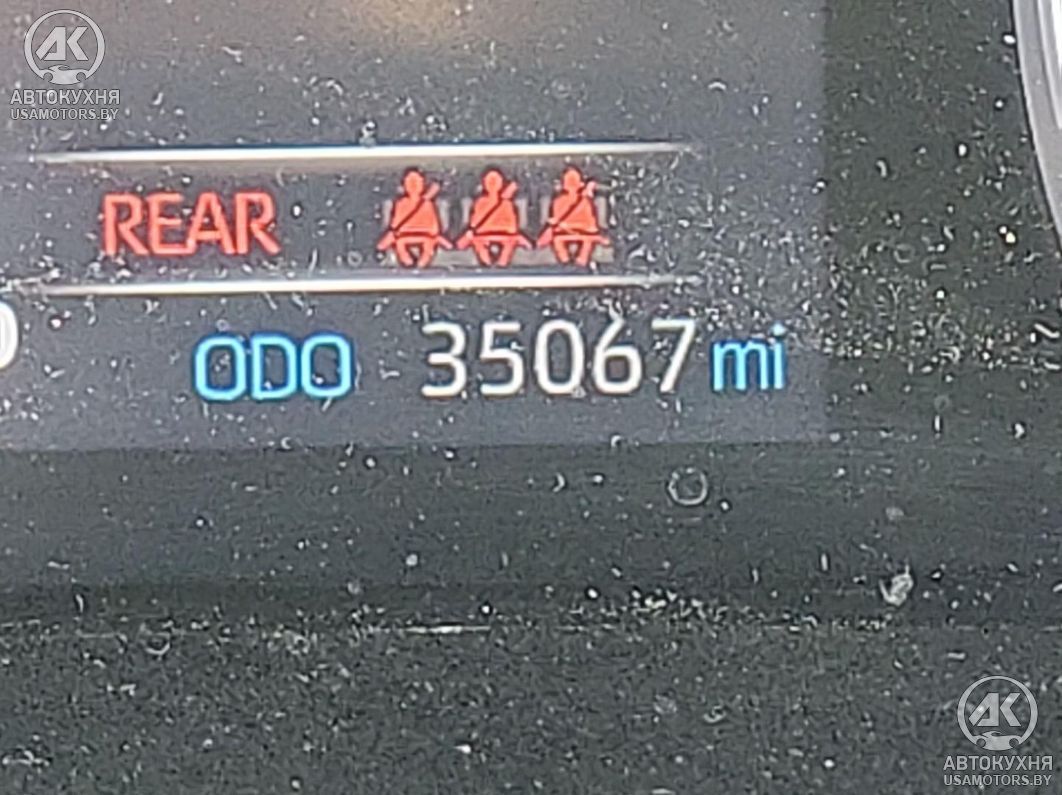 АК
АВТОКУХНЯ
USAMOTORS.BY
REAR
ODO 35067 mi
АК
АВТОКУХНЯ
USAMOTORS.BY